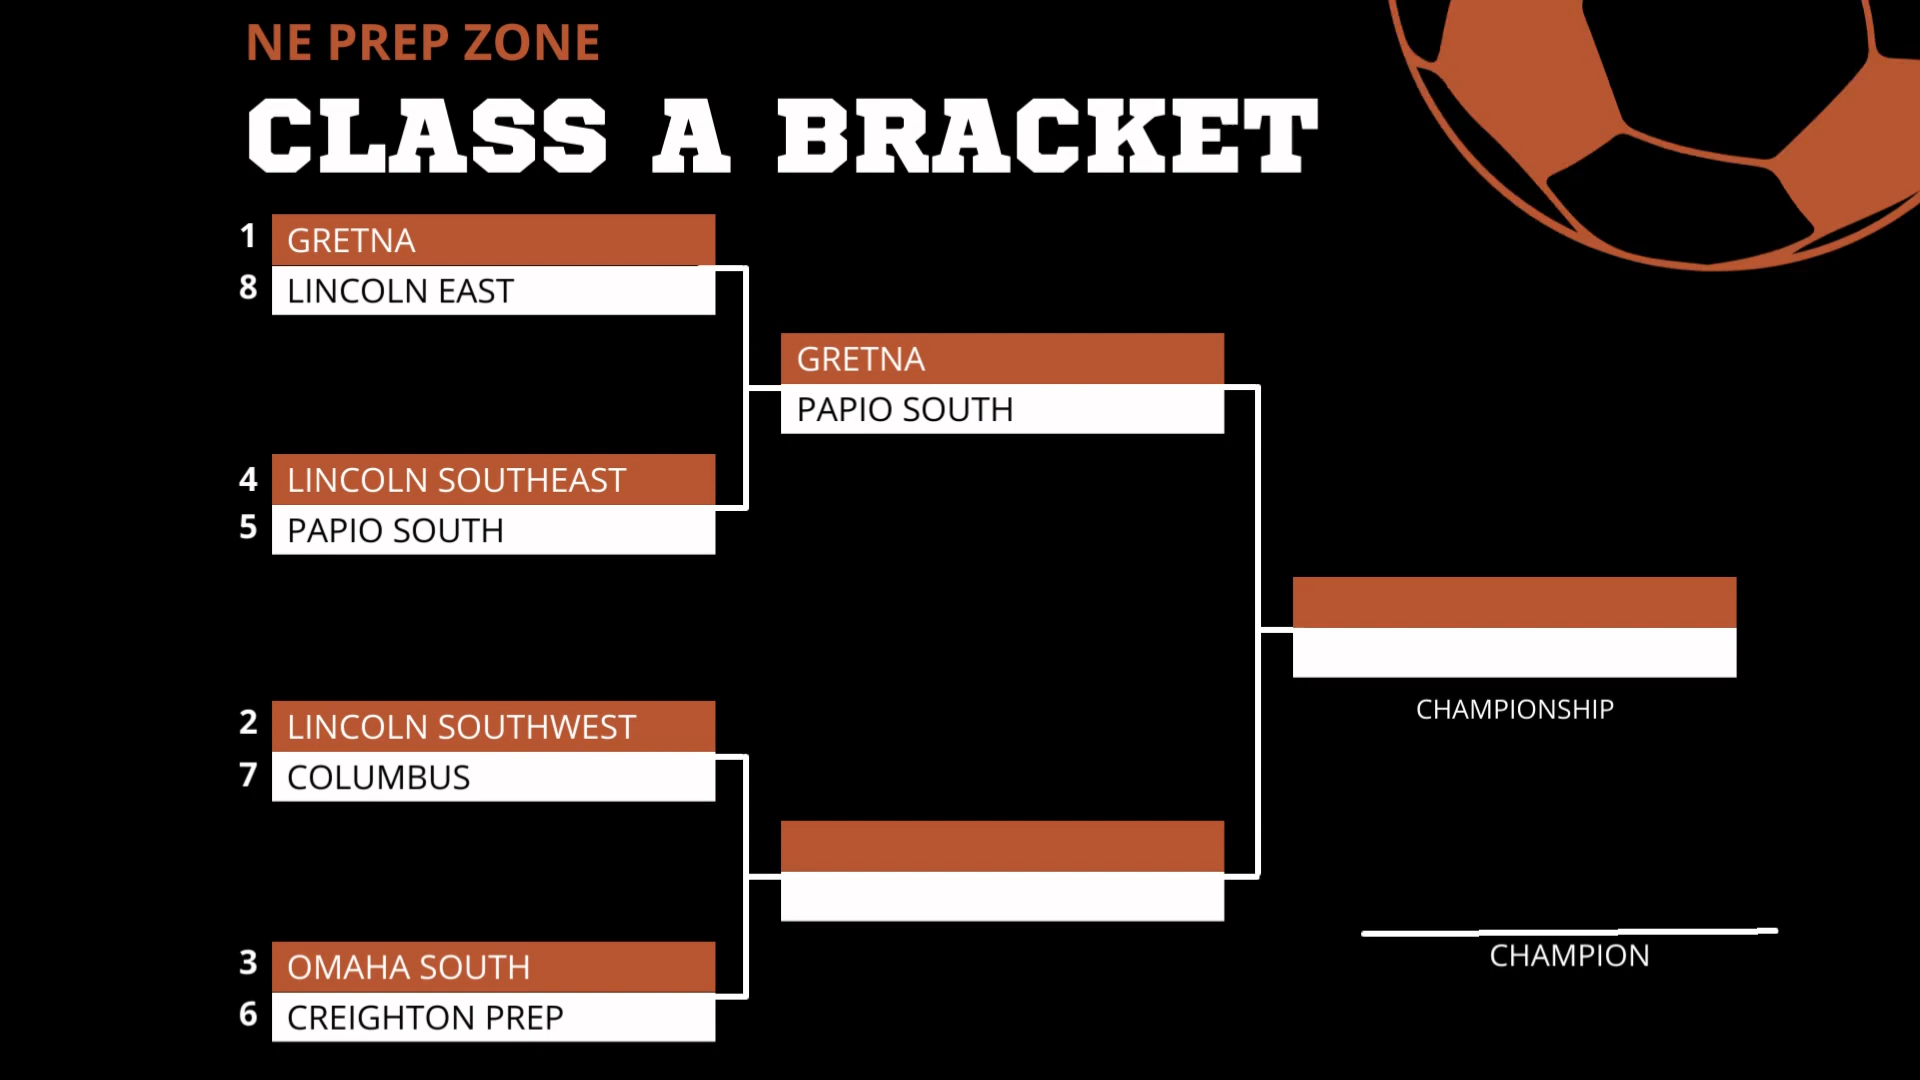 NE PREP ZONE
CLASS A BRACKET
1 GRETNA
8 LINCOLN EAST
GRETNA
PAPIO SOUTH
4 LINCOLN SOUTHEAST
5 PAPIO SOUTH
CHAMPIONSHIP
2 LINCOLN SOUTHWEST
7 COLUMBUS
3 OMAHA SOUTH
6 CREIGHTON PREP
CHAMPION